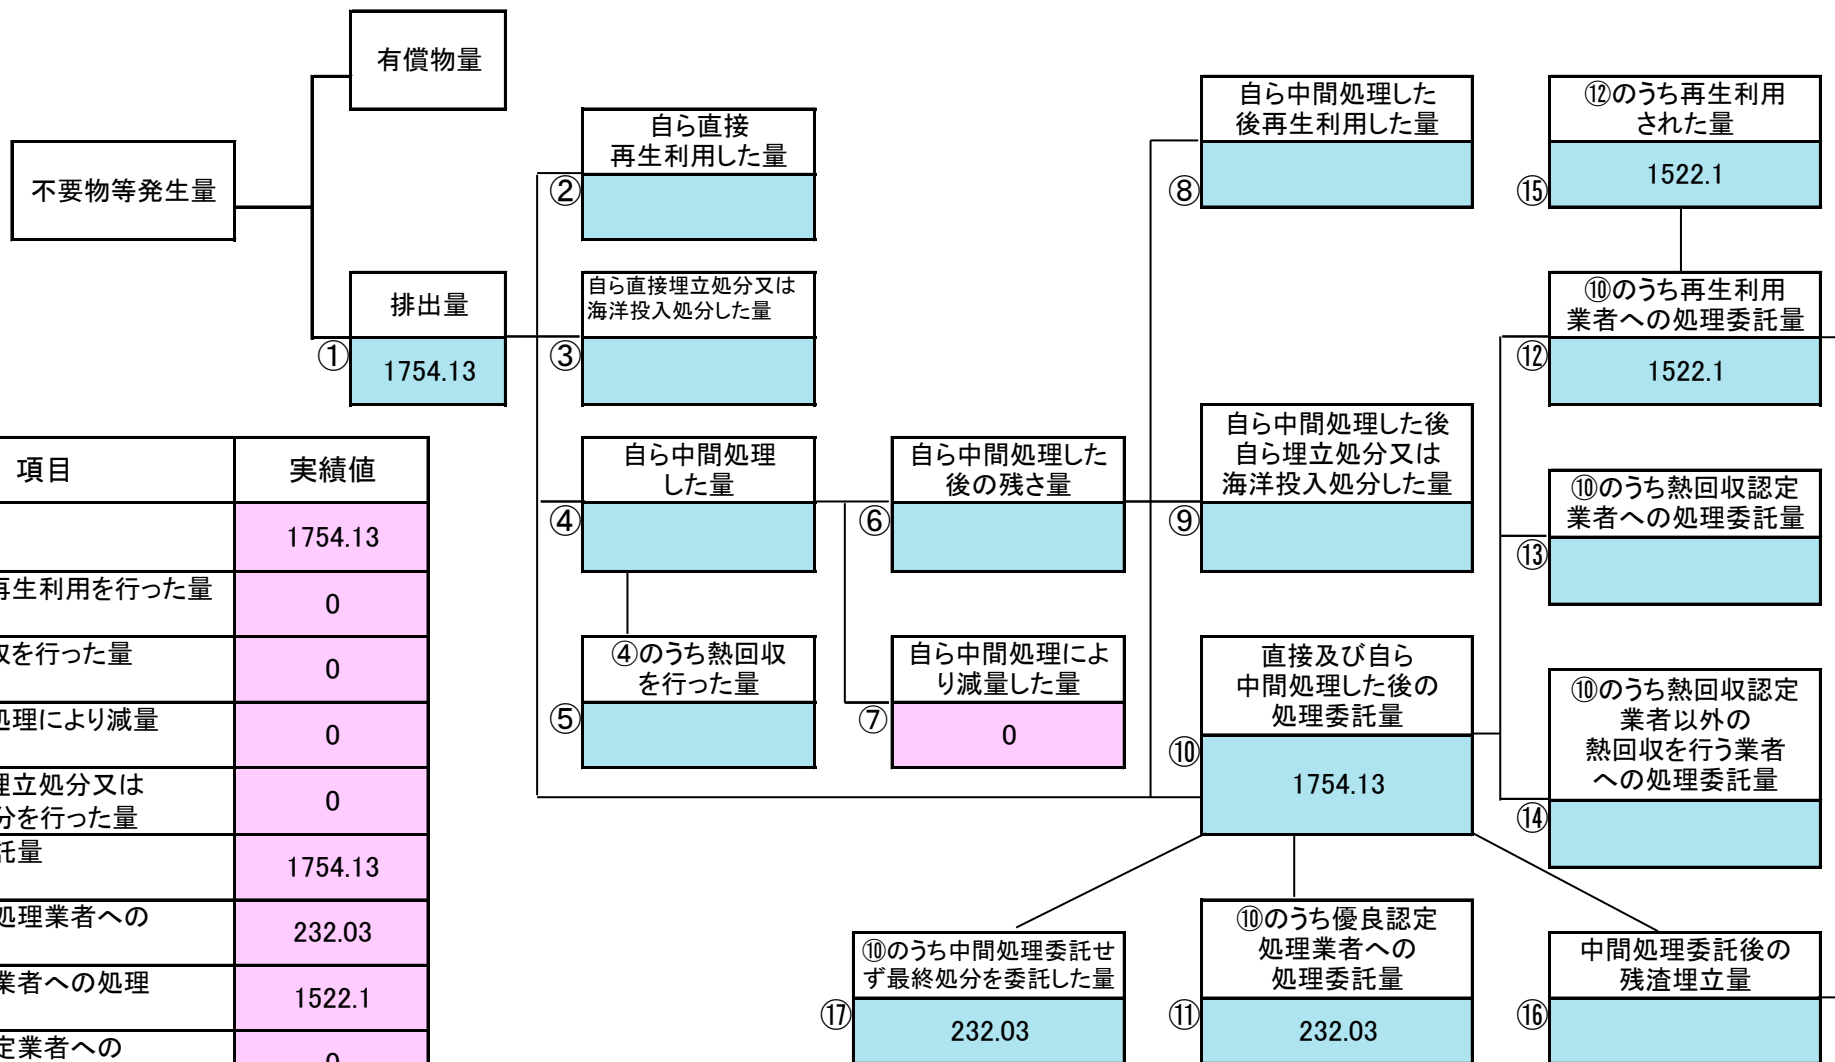 有償物量
不要物等発生量
排出量
①
1754.13
自ら直接
再生利用した量
②
自ら直接埋立処分又は
海洋投入処分した量
③
自ら中間処理
した量
④
④のうち熱回収
を行った量
⑤
自ら中間処理した
後の残さ量
⑥
自ら中間処理によ
り減量した量
⑦
0
自ら中間処理した
後再生利用した量
⑧
自ら中間処理した後
自ら埋立処分又は
海洋投入処分した量
⑨
直接及び自ら
中間処理した後の
処理委託量
⑩
1754.13
⑫のうち再生利用
された量
⑮
1522.1
⑩のうち再生利用
業者への処理委託量
⑫
1522.1
⑩のうち熱回収認定
業者への処理委託量
⑬
⑩のうち熱回収認定
業者以外の
熱回収を行う業者
への処理委託量
⑭
⑩のうち中間処理委託せ
ず最終処分を委託した量
⑰
232.03
⑩のうち優良認定
処理業者への
処理委託量
⑪
232.03
中間処理委託後の
残渣埋立量
⑯
項目
実績値
1754.13
再生利用を行った量
0
収を行った量
0
処理により減量
0
埋立処分又は
分を行った量
0
託量
1754.13
処理業者への
232.03
業者への処理
1522.1
定業者への
0